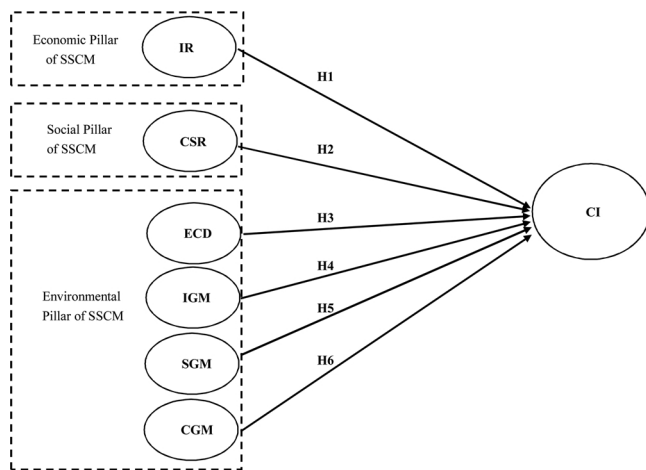 Economic Pillar
of SSCM
IR
H1
Social Pillar
of SSCM
CSR
H2
CI
ECD
H3
Environmental
Pillar of SSCM
IGM
H4
SGM
H5
CGM
H6